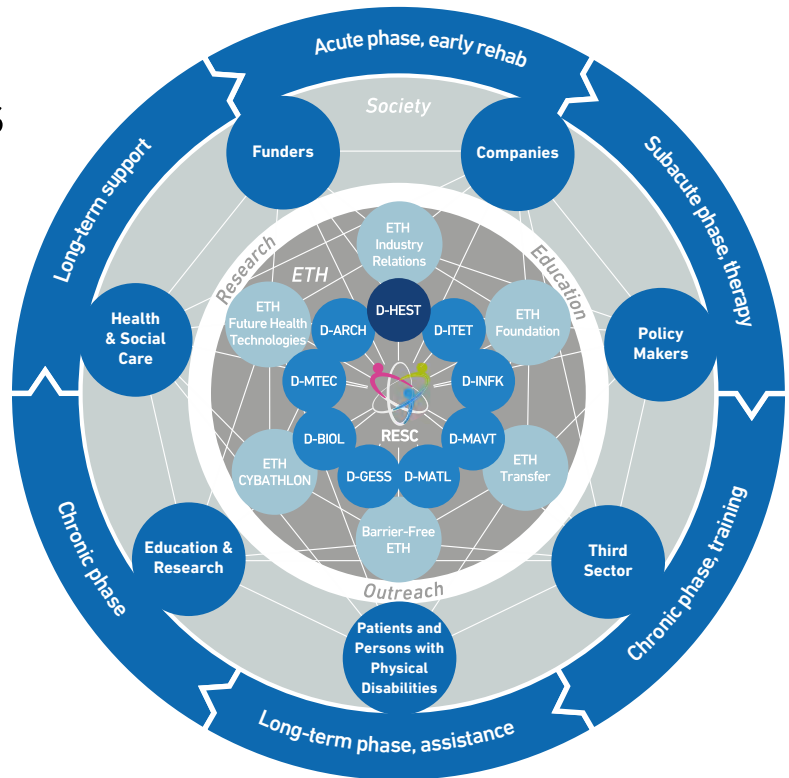 s
Acute phase, early rehab
Subacute phase, therapy
Chronic phase, training
Long-term phase, assistance
Chronic phase
Long-term support
Society
Funders
Companies
Health
& Social
Care
Policy
Makers
Education &
Research
Third
Sector
Patients and
Persons with
Physical
Disabilities
Research
Education
Outreach
ETH
ETH
Industry
Relations
ETH
Future Health
Technologies
ETH
Foundation
ETH
CYBATHLON
ETH
Transfer
Barrier-Free
ETH
D-HEST
D-ARCH
D-ITET
D-MTEC
D-INFK
D-BIOL
D-MAVT
D-GESS
D-MATL
RESC